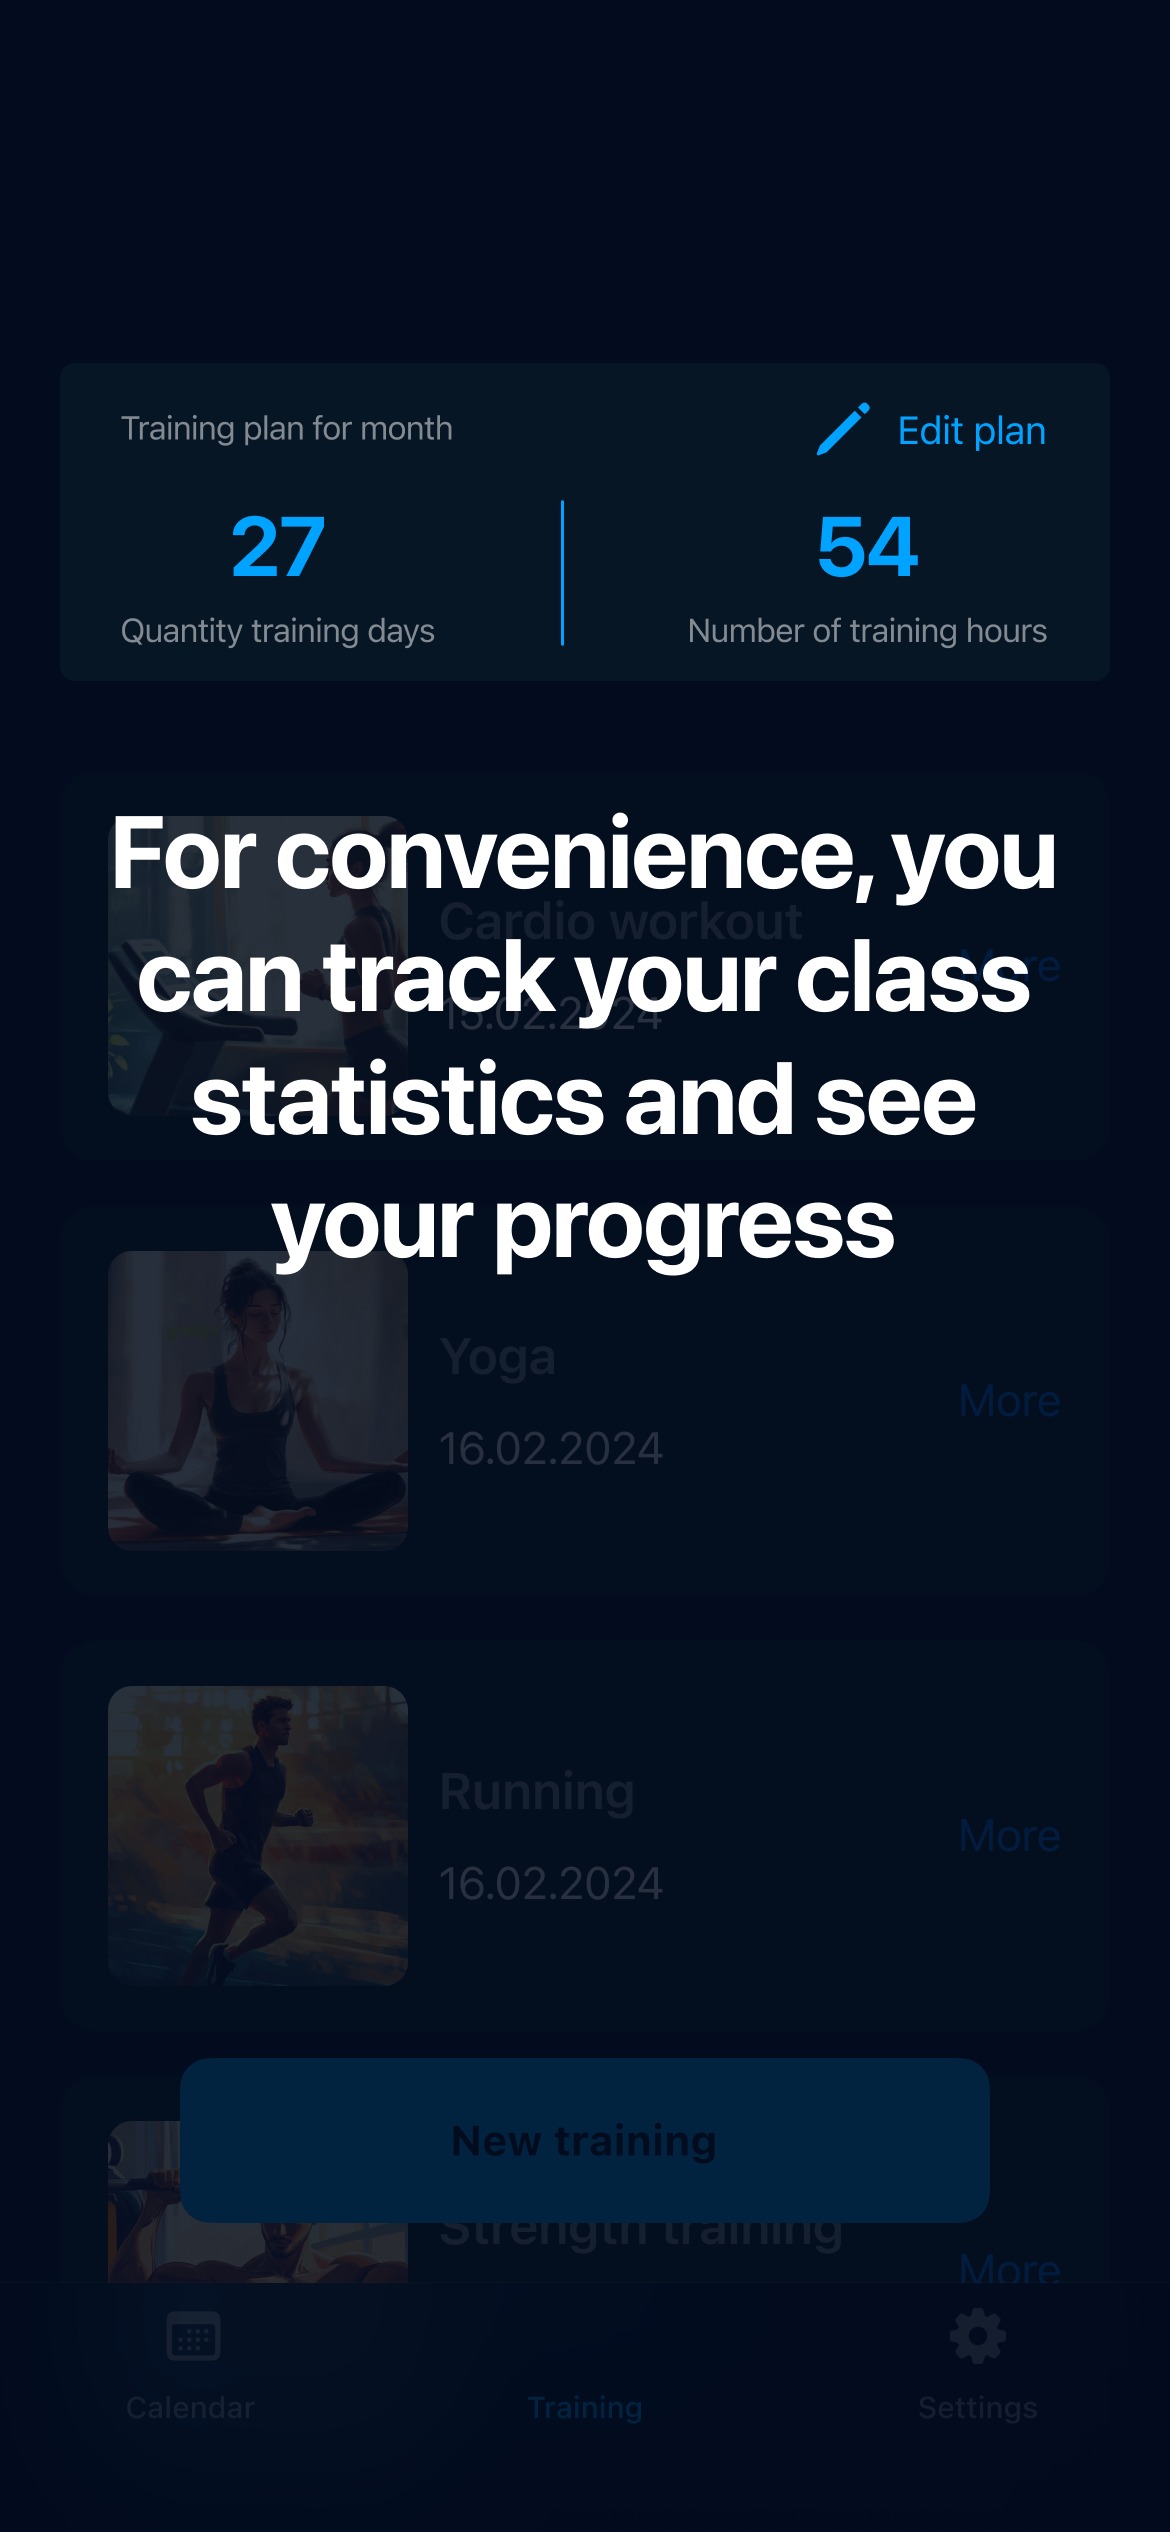 Training plan for month
Edit plan
27
54
Quantity training days
Number of training hours
For convenience, you
Cardio workout
More
can track your class
15.02.2024
statistics and see
your progress
Yoga
More
16.02.2024
Running
More
16.02.2024
New training
Strength training
More
Calendar
Training
Settings